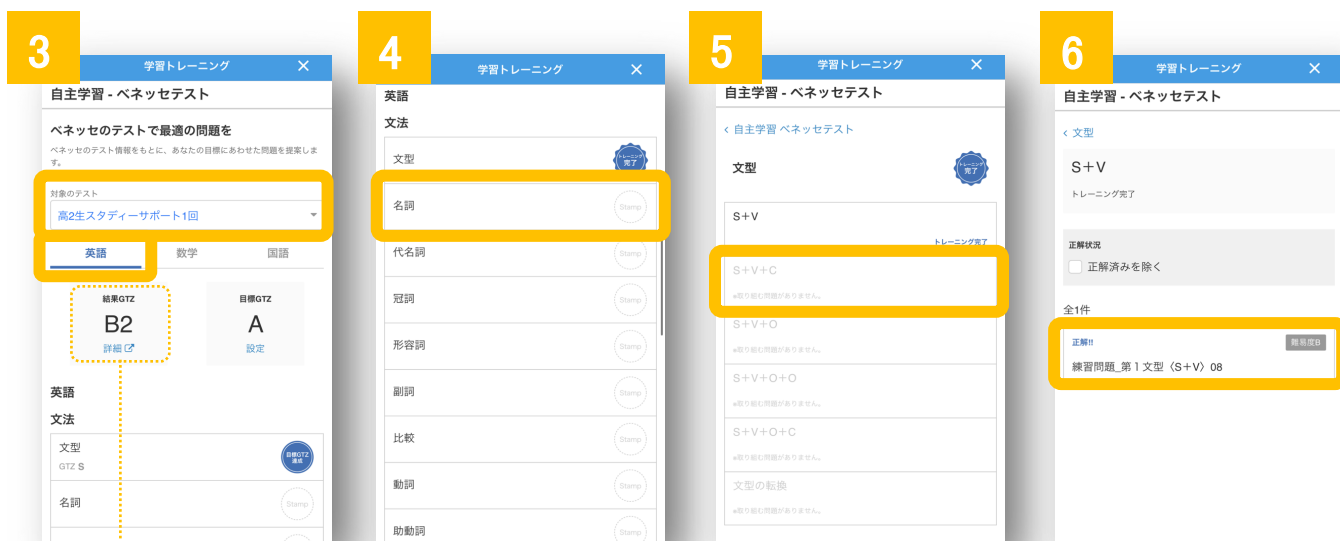 3
学習トレーニング
×
自主学習 - ベネッセテスト
ベネッセのテストで最適の問題を
ベネッセのテスト情報をもとに、あなたの目標にあわせた問題を提案しま
す。
対象のテスト
高2生スタディーサポート1回
英語
数学
国語
結果GTZ
B2
詳細
目標GTZ
A
設定
英語
文法
文型
GTZ S
目標GTZ
達成
名詞
Stamp
4
学習トレーニング
×
英語
文法
文型
トレーニング
完了
名詞
Stamp
代名詞
Stamp
冠詞
Stamp
形容詞
Stamp
副詞
Stamp
比較
Stamp
動詞
Stamp
助動詞
Stamp
5
学習トレーニング
×
自主学習 - ベネッセテスト
< 自主学習 ベネッセテスト
文型
トレーニング
完了
S+V
トレーニング完了
S+V+C
※取り組む問題がありません。
S+V+O
※取り組む問題がありません。
S+V+O+O
※取り組む問題がありません。
S+V+O+C
※取り組む問題がありません。
文型の転換
※取り組む問題がありません。
6
学習トレーニング
×
自主学習 - ベネッセテスト
< 文型
S+V
トレーニング完了
正解状況
正解済みを除く
全1件
正解!!
難易度B
練習問題_第1文型〈S+V〉08